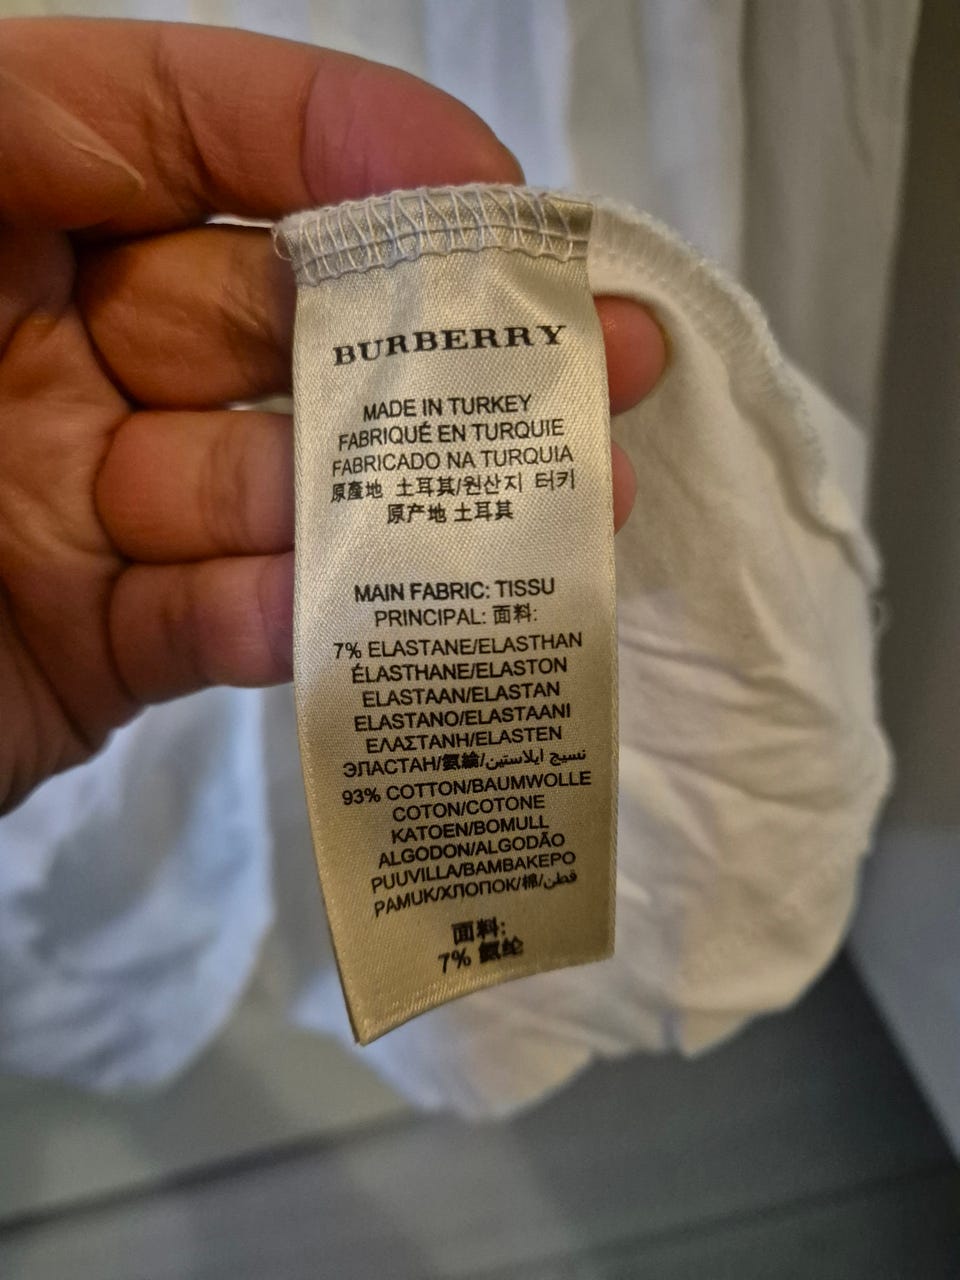 BURBERRY
MADE IN TURKEY
FABRIQUÉ EN TURQUIE
FABRICADO NA TURQUIA
原產地 土耳其/원산지 터키
原产地 土耳其
MAIN FABRIC: TISSU
PRINCIPAL: 面料:
7% ELASTANE/ELASTHAN
ÉLASTHANE/ELASTON
ELASTAAN/ELASTAN
ELASTANO/ELASTAANI
ΕΛΑΣΤΑΝΗ/ELASTEN
ЭЛАСТАН/氨綸/نسيج ايلاستين
93% COTTON/BAUMWOLLE
COTON/COTONE
KATOEN/BOMULL
ALGODON/ALGODÃO
PUUVILLA/ΒΑΜΒΑΚΕΡΟ
PAMUK/ХЛОПОК/棉/قطن
面料:
7% 氨纶